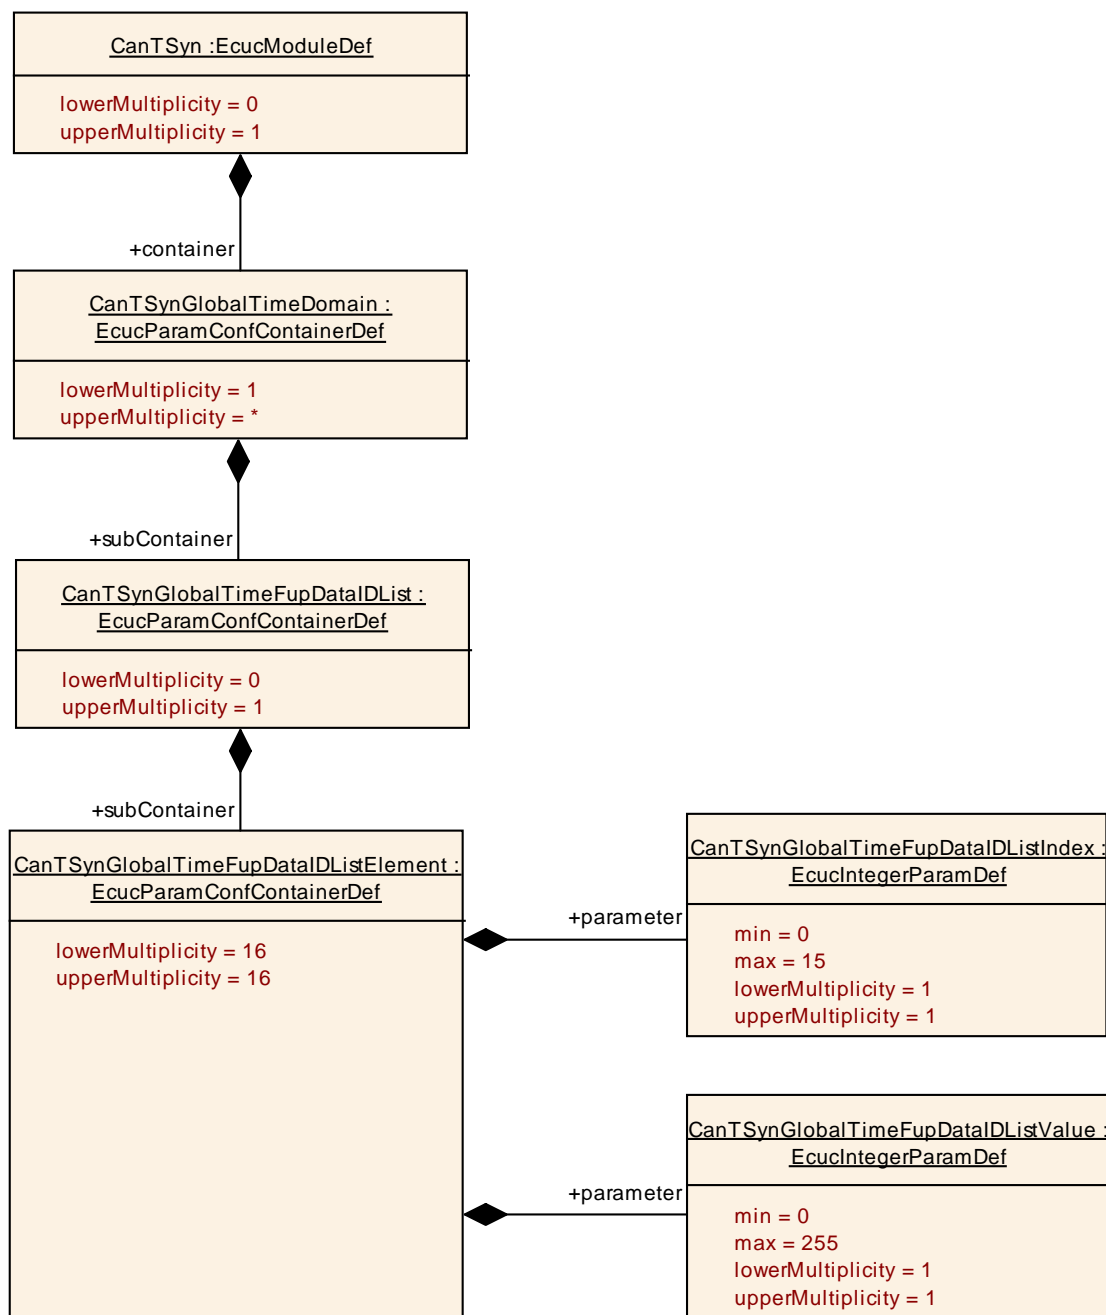 CanTSyn :EcucModuleDef
lowerMultiplicity = 0
upperMultiplicity = 1
+container
CanTSynGlobalTimeDomain :
EcucParamConfContainerDef
lowerMultiplicity = 1
upperMultiplicity = *
+subContainer
CanTSynGlobalTimeFupDataIDList :
EcucParamConfContainerDef
lowerMultiplicity = 0
upperMultiplicity = 1
+subContainer
CanTSynGlobalTimeFupDataIDListElement :
EcucParamConfContainerDef
lowerMultiplicity = 16
upperMultiplicity = 16
+parameter
CanTSynGlobalTimeFupDataIDListIndex :
EcucIntegerParamDef
min = 0
max = 15
lowerMultiplicity = 1
upperMultiplicity = 1
+parameter
CanTSynGlobalTimeFupDataIDListValue :
EcucIntegerParamDef
min = 0
max = 255
lowerMultiplicity = 1
upperMultiplicity = 1